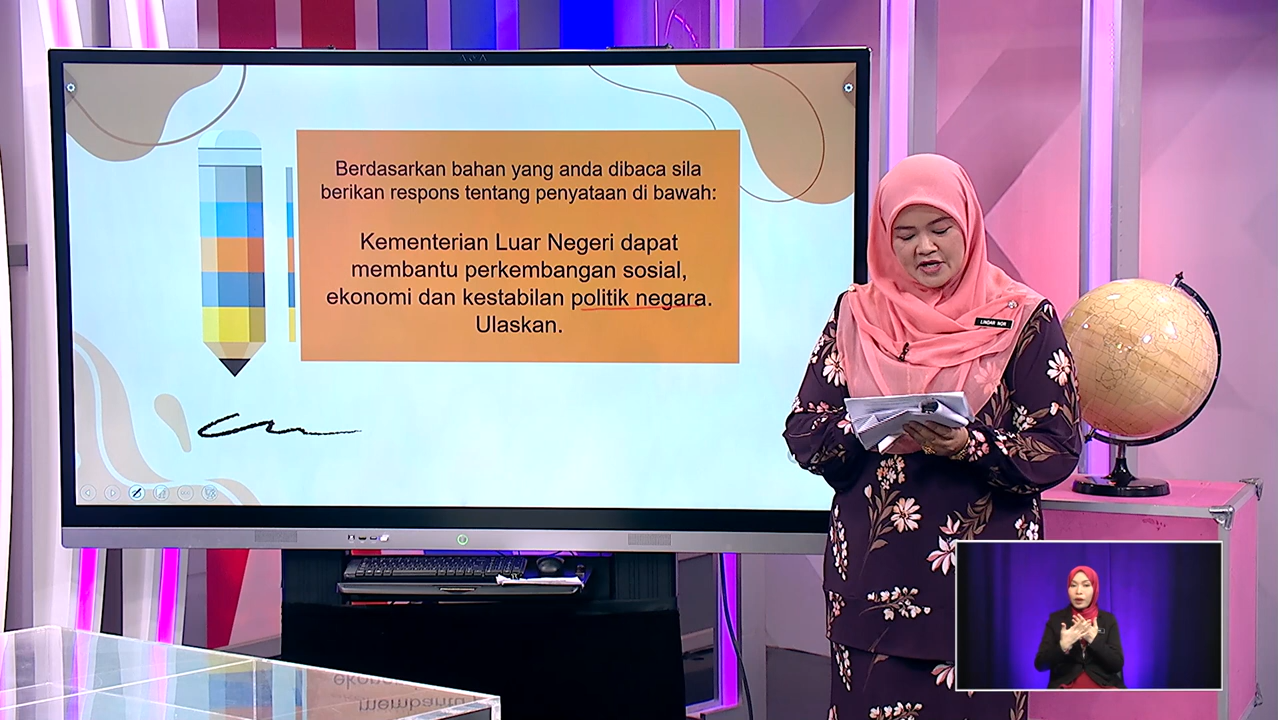 Berdasarkan bahan yang anda dibaca sila
berikan respons tentang penyataan di bawah:
Kementerian Luar Negeri dapat
membantu perkembangan sosial,
ekonomi dan kestabilan politik negara.
Ulaskan.